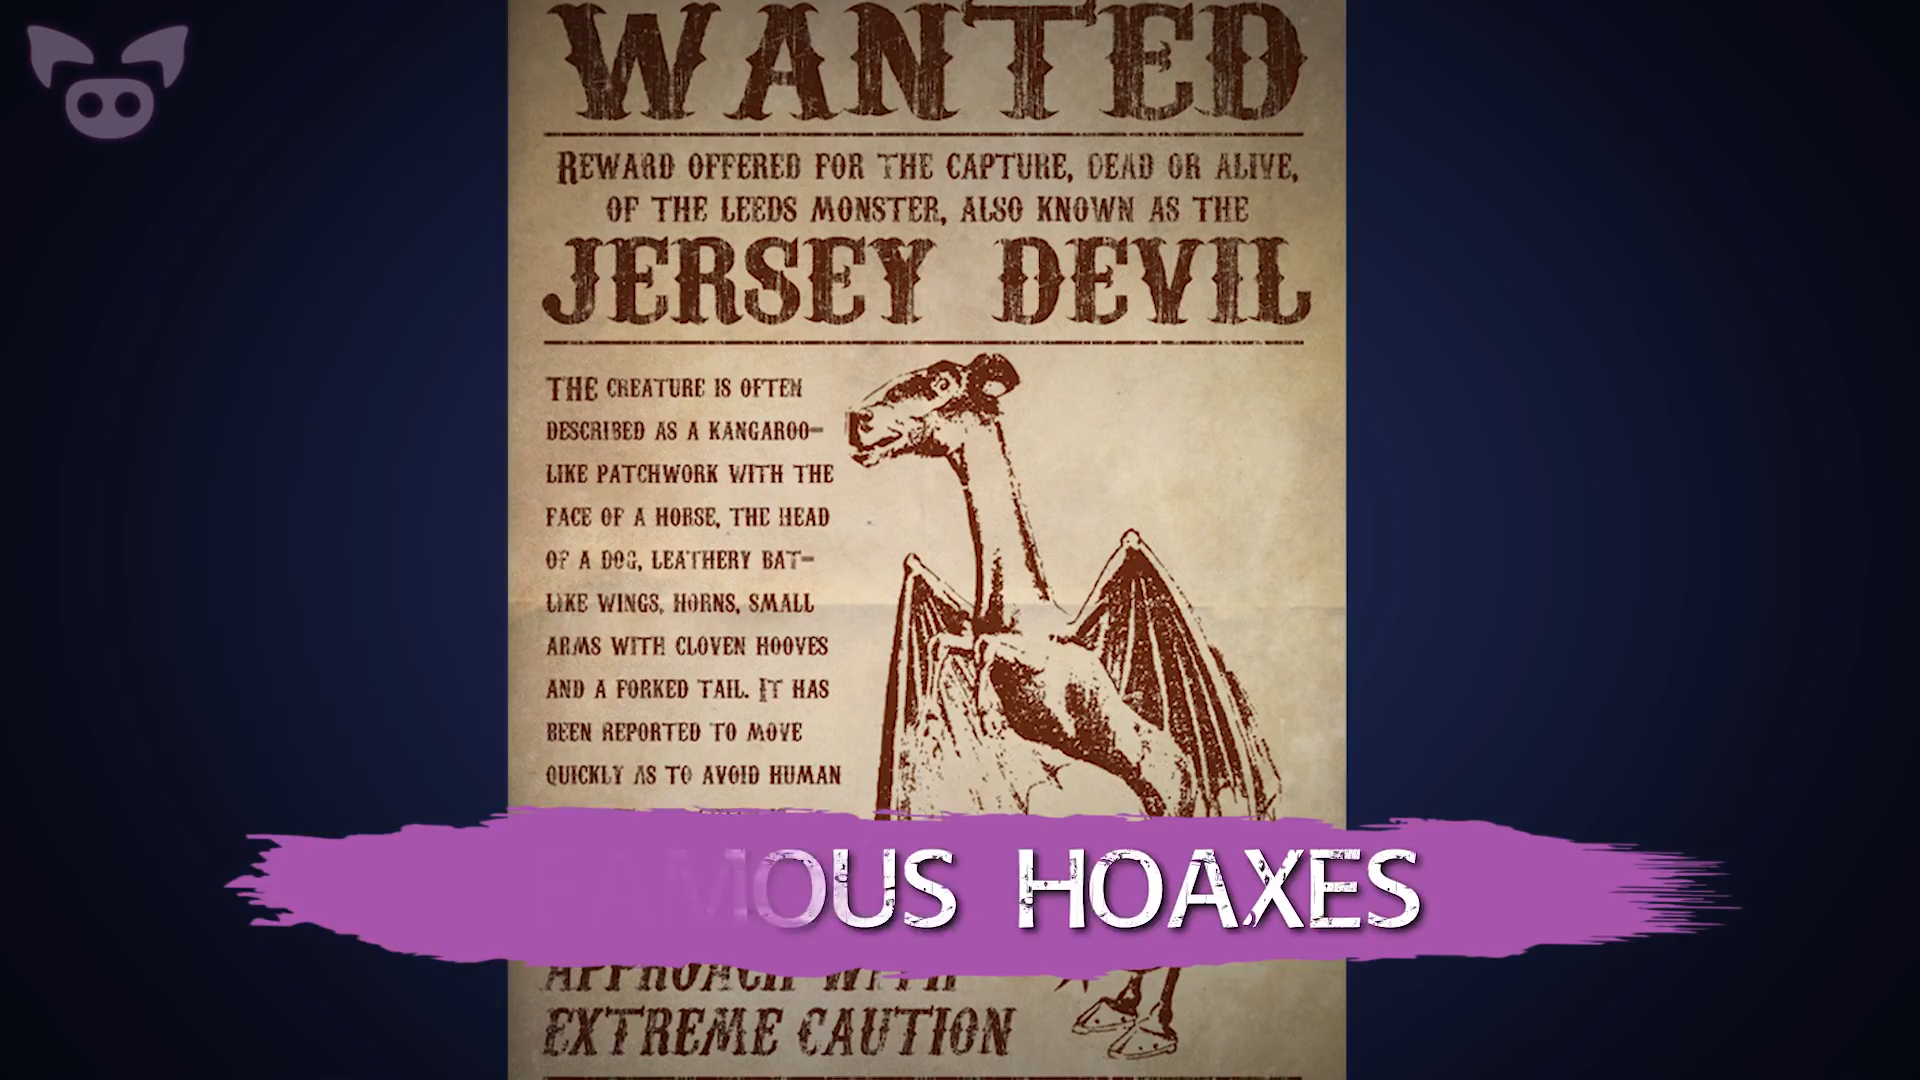 WANTED
REWARD OFFERED FOR THE CAPTURE, DEAD OR ALIVE,
OF THE LEEDS MONSTER, ALSO KNOWN AS THE
JERSEY DEVIL
THE CREATURE IS OFTEN
DESCRIBED AS A KANGAROO-
LIKE PATCHWORK WITH THE
FACE OF A HORSE, THE HEAD
OF A DOG, LEATHERY BAT-
LIKE WINGS, HORNS, SMALL
ARMS WITH CLOVEN HOOVES
AND A FORKED TAIL. IT HAS
BEEN REPORTED TO MOVE
QUICKLY AS TO AVOID HUMAN
FAMOUS HOAXES
APPROACH WITH
EXTREME CAUTION